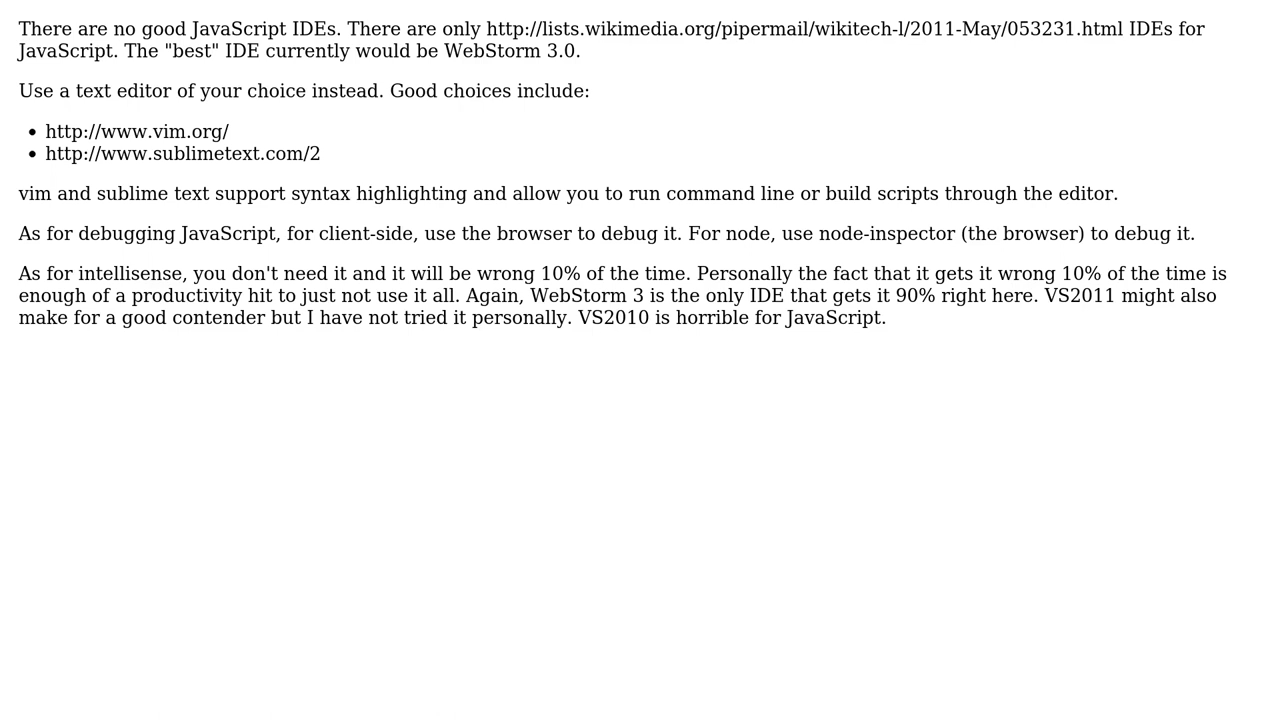 There are no good JavaScript IDEs. There are only http://lists.wikimedia.org/pipermail/wikitech-l/2011-May/053231.html IDEs for
JavaScript. The "best" IDE currently would be WebStorm 3.0.
Use a text editor of your choice instead. Good choices include:
• http://www.vim.org/
• http://www.sublimetext.com/2
vim and sublime text support syntax highlighting and allow you to run command line or build scripts through the editor.
As for debugging JavaScript, for client-side, use the browser to debug it. For node, use node-inspector (the browser) to debug it.
As for intellisense, you don't need it and it will be wrong 10% of the time. Personally the fact that it gets it wrong 10% of the time is
enough of a productivity hit to just not use it all. Again, WebStorm 3 is the only IDE that gets it 90% right here. VS2011 might also
make for a good contender but I have not tried it personally. VS2010 is horrible for JavaScript.